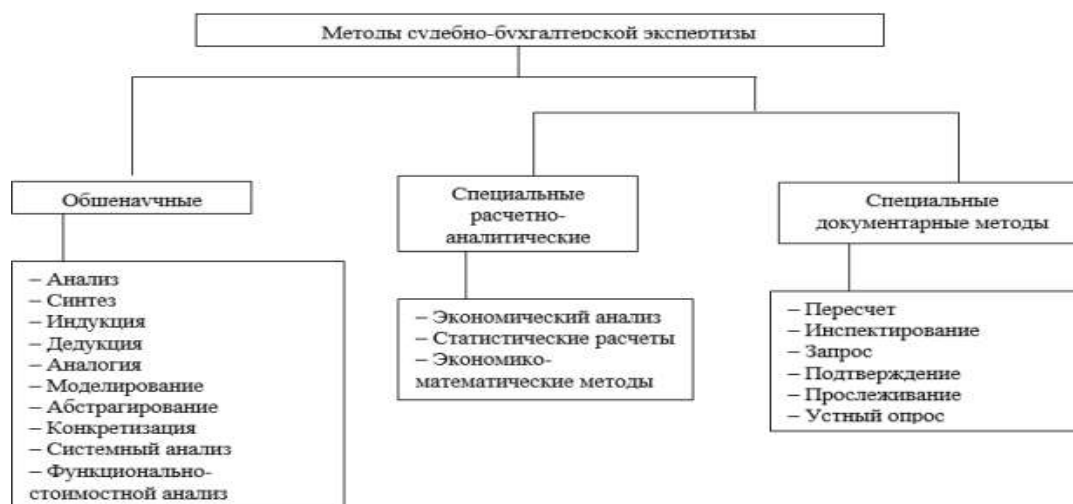 Методы судебно-бухгалтерской экспертизы
Общенаучные
– Анализ
– Синтез
– Индукция
– Дедукция
– Аналогия
– Моделирование
– Абстрагирование
– Конкретизация
– Системный анализ
– Функционально-
стоимостной анализ
Специальные
расчетно-
аналитические
– Экономический анализ
– Статистические расчеты
– Экономико-
математические методы
Специальные
документарные методы
– Пересчет
– Инспектирование
– Запрос
– Подтверждение
– Прослеживание
– Устный опрос